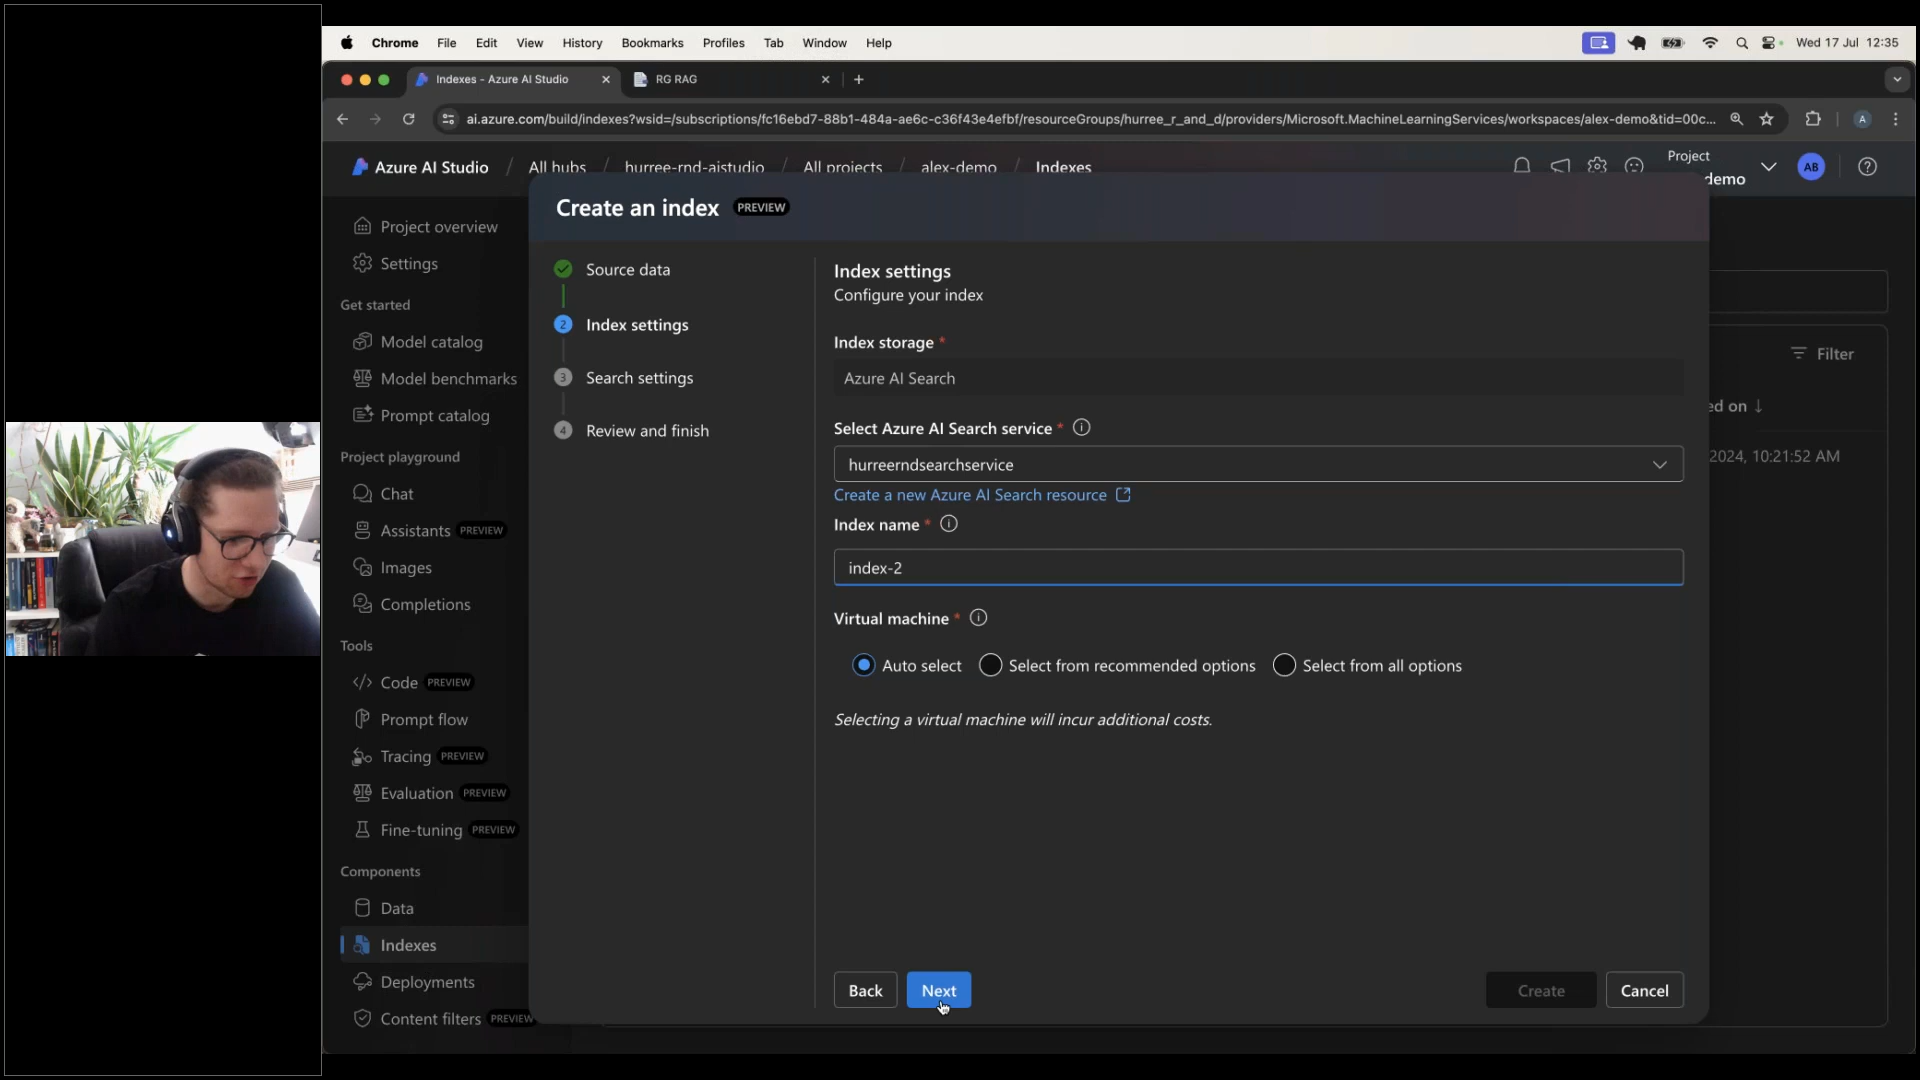 Chrome File Edit View History Bookmarks Profiles Tab Window Help Wed 17 Jul 12:35
Indexes - Azure AI Studio RG RAG
ai.azure.com/build/indexes?wsid=/subscriptions/fc16ebd7-88b1-484a-ae6c-c36f43e4efbf/resourceGroups/hurree_r_and_d/providers/Microsoft.MachineLearningServices/workspaces/alex-demo&tid=00c... A
Azure AI Studio / All hubs / hurree-rnd-aistudio / All projects / alex-demo / Indexes
Project
demo
AB
Project overview
Settings
Get started
Model catalog
Model benchmarks
Prompt catalog
Project playground
Chat
Assistants PREVIEW
Images
Completions
Tools
Code PREVIEW
Prompt flow
Tracing PREVIEW
Evaluation PREVIEW
Fine-tuning PREVIEW
Components
Data
Indexes
Deployments
Content filters PREVIEW
Create an index PREVIEW
Source data
2 Index settings
3 Search settings
4 Review and finish
Index settings
Configure your index
Index storage *
Azure AI Search
Select Azure AI Search service *
hurreerndsearchservice
Create a new Azure AI Search resource
Index name *
index-2
Virtual machine *
Auto select Select from recommended options Select from all options
Selecting a virtual machine will incur additional costs.
Back Next Create Cancel
Filter
ed on ↓
2024, 10:21:52 AM